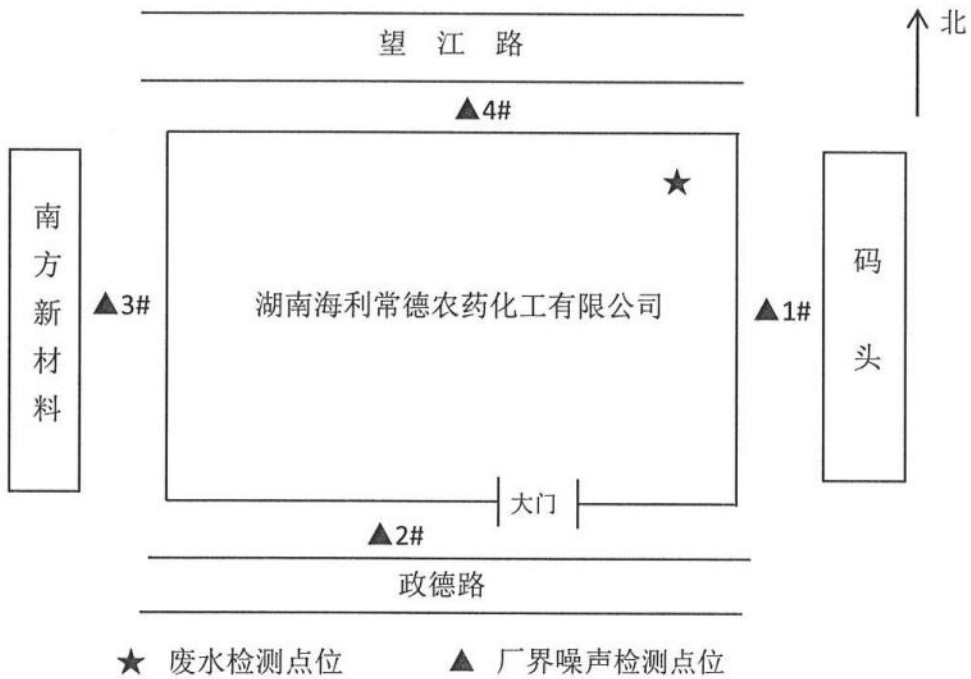 望 江 路
北
▲4#
南方新材料
▲3#
湖南海利常德农药化工有限公司
▲1#
码头
大门
▲2#
政德路
★ 废水检测点位 ▲ 厂界噪声检测点位